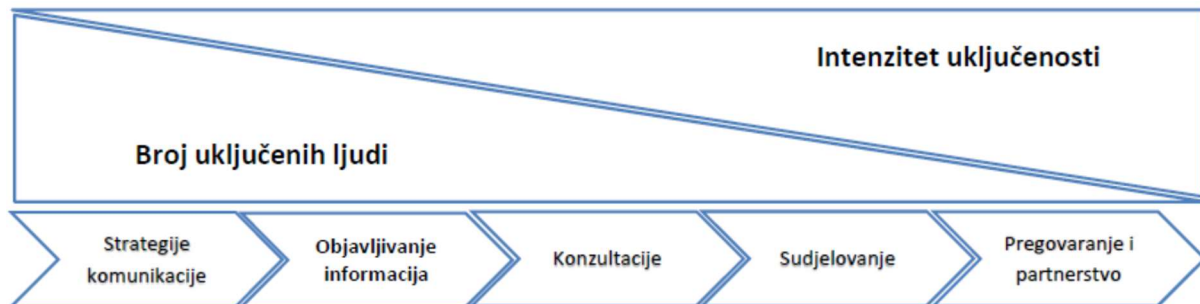 Intenzitet uključenosti
Broj uključenih ljudi
Strategije
komunikacije
Objavljivanje
informacija
Konzultacije
Sudjelovanje
Pregovaranje i
partnerstvo